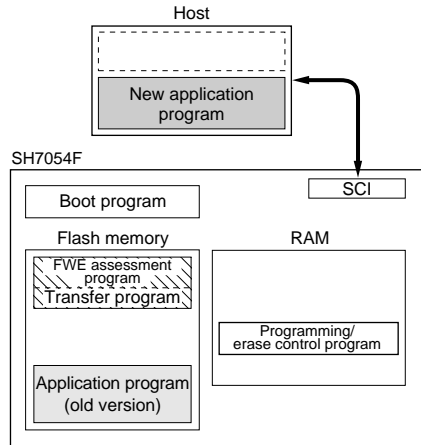 Host
New application
program
SH7054F
SCI
Boot program
Flash memory
RAM
FWE assessment
program
Transfer program
Programming/
erase control program
Application program
(old version)